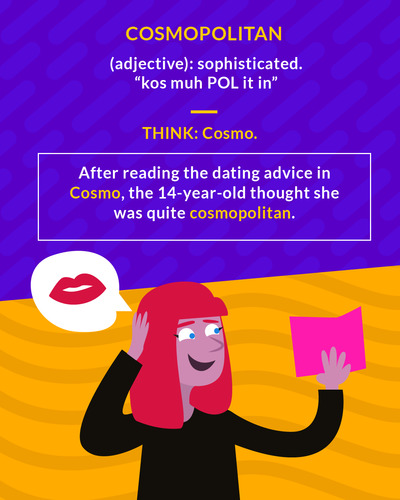 COSMOPOLITAN
(adjective): sophisticated.
“kos muh POL it in”
THINK: Cosmo.
After reading the dating advice in
Cosmo, the 14-year-old thought she
was quite cosmopolitan.